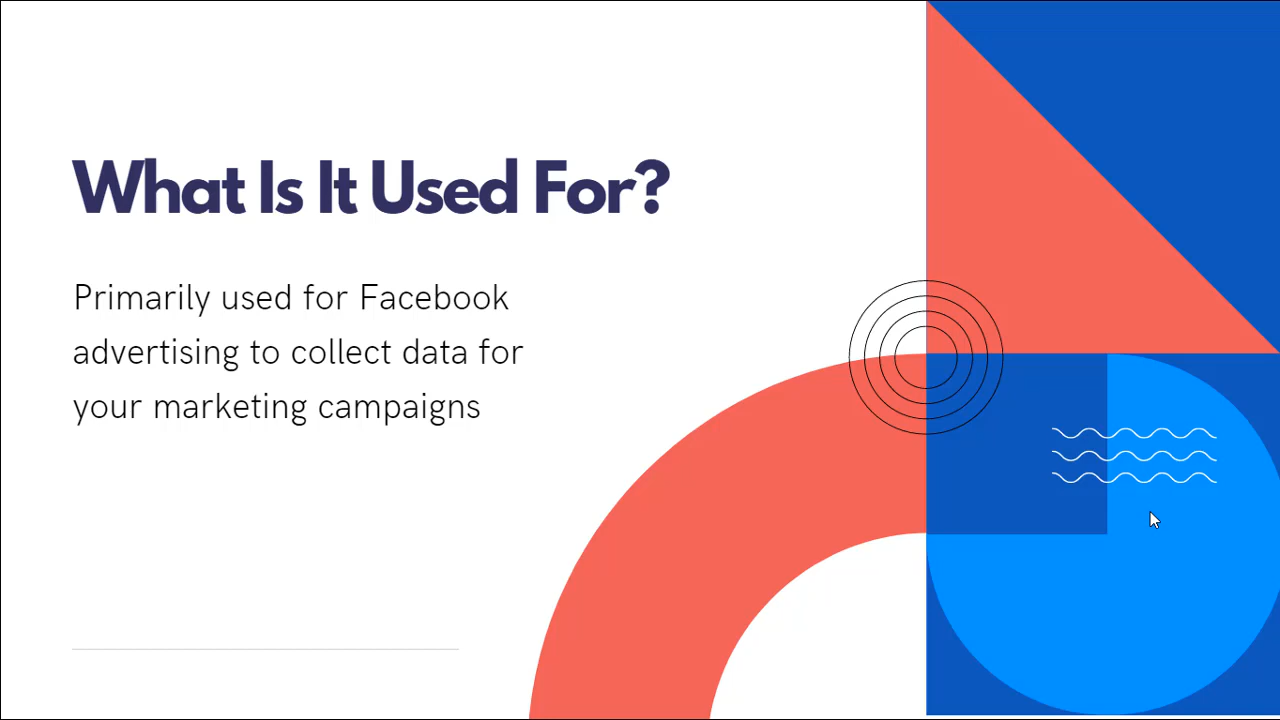 What Is It Used For?
Primarily used for Facebook
advertising to collect data for
your marketing campaigns